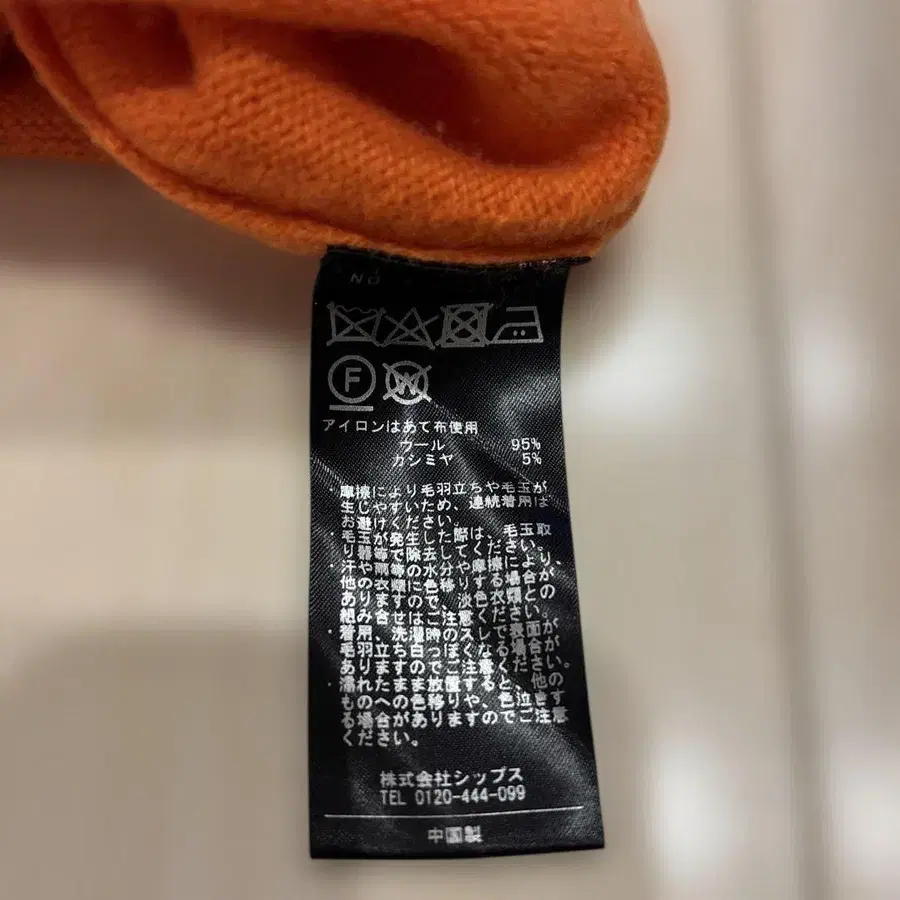 F
W
アイロンはあて布使用
ウール 95%
カシミヤ 5%
・摩擦により毛羽立ちや毛玉が
生じやすいため、連続着用は
お避けください。
・毛玉が発生した際は、毛玉取
り器等で除去してください。
・汗や雨等の水分や摩擦により、
他の衣類に色移りする場合が
ありますので、淡色衣類との
組み合せはご注意ください。
・着用、洗濯時のスレで表面が
毛羽立ち白っぽくなる場合が
ありますのでご注意ください。
・濡れたまま放置すると、他の
ものへの色移りや、色泣きす
る場合がありますのでご注意
ください。
株式会社シップス
TEL 0120-444-099
中国製